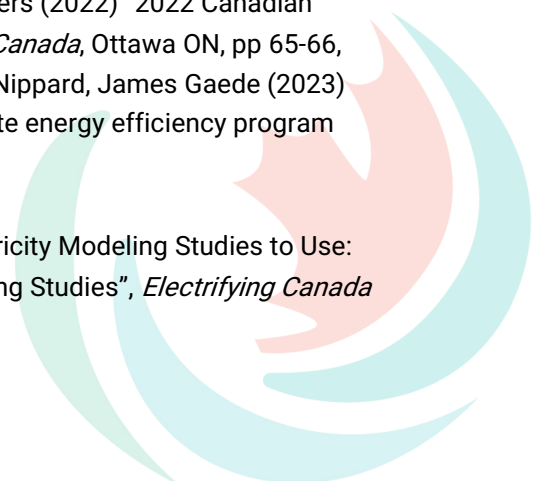 ers (2022) "2022 Canadian
Canada, Ottawa ON, pp 65-66,
Nippard, James Gaede (2023)
te energy efficiency program
ricity Modeling Studies to Use:
ng Studies”, Electrifying Canada